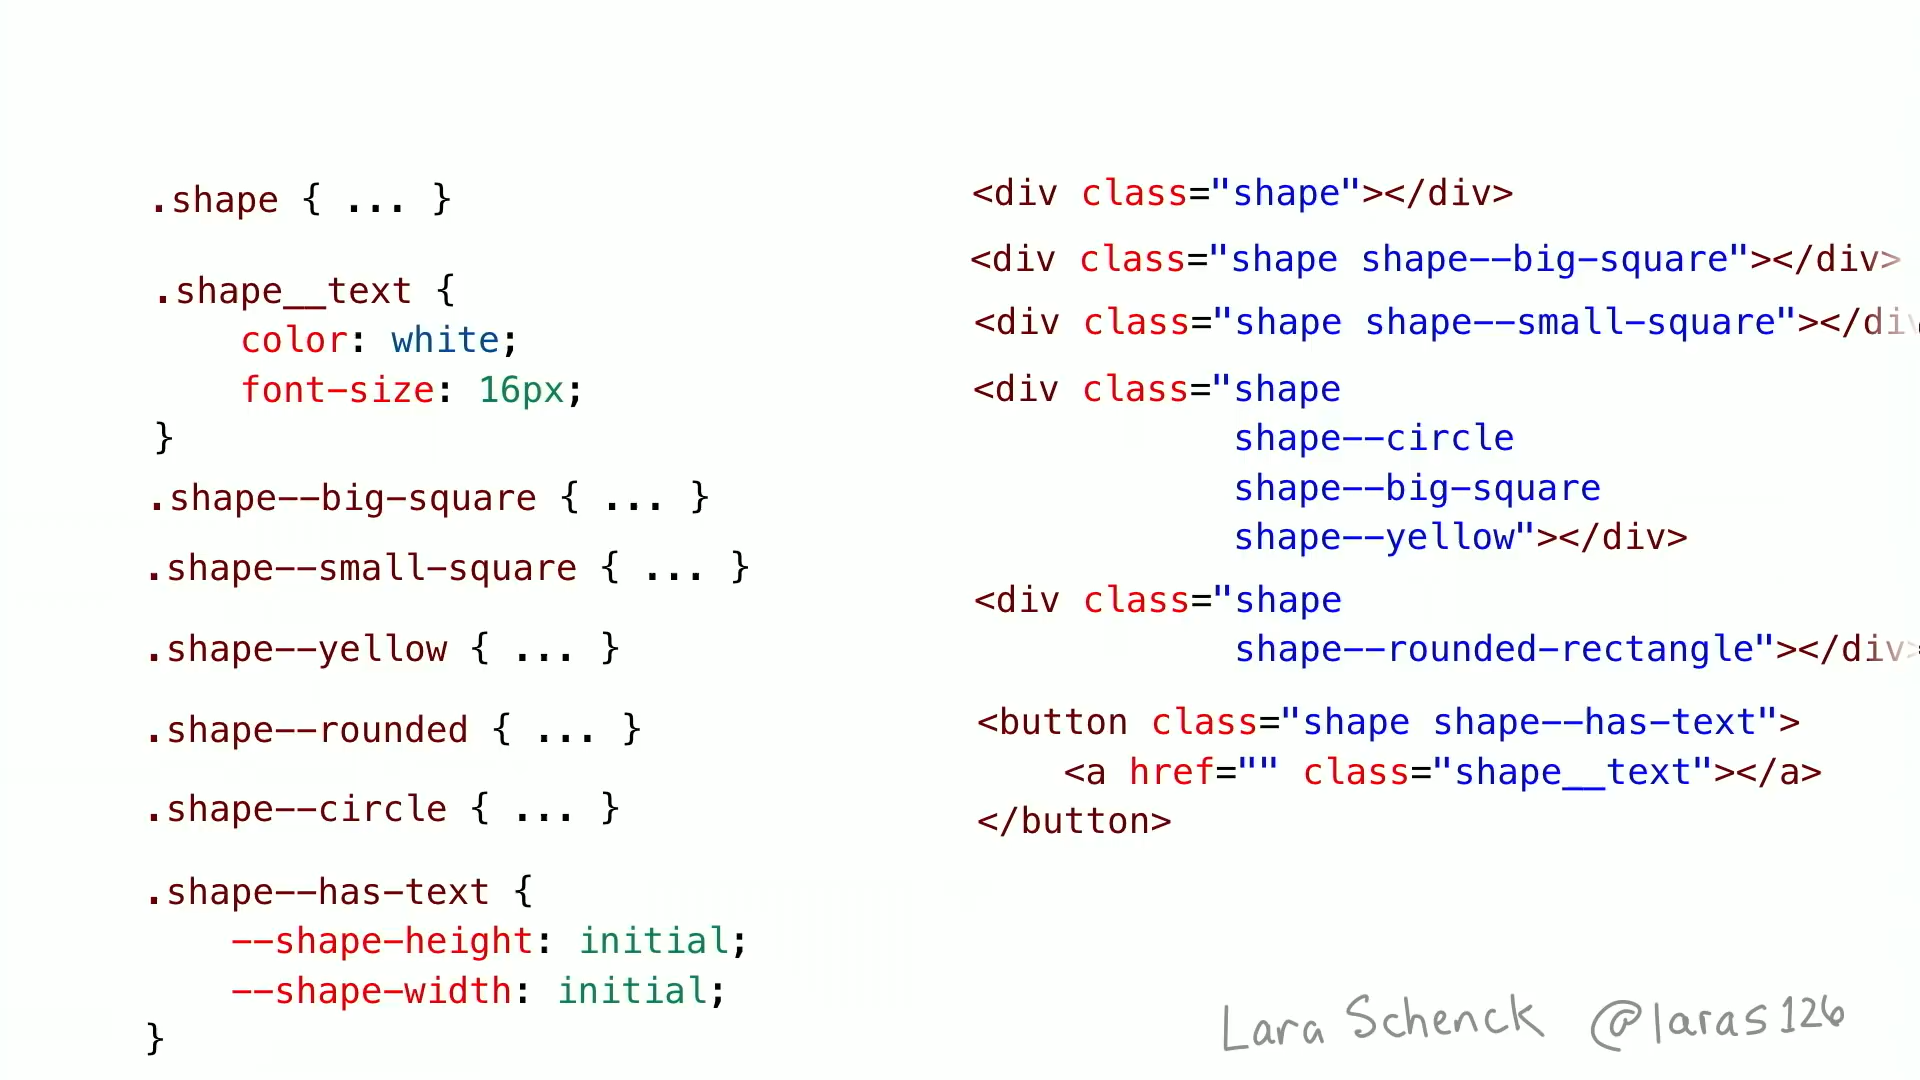 .shape { ... }
.shape__text {
color: white;
font-size: 16px;
}
.shape--big-square { ... }
.shape--small-square { ... }
.shape--yellow { ... }
.shape--rounded { ... }
.shape--circle { ... }
.shape--has-text {
--shape-height: initial;
--shape-width: initial;
}
<div class="shape"></div>
<div class="shape shape--big-square"></div>
<div class="shape shape--small-square"></div
<div class="shape
shape--circle
shape--big-square
shape--yellow"></div>
<div class="shape
shape--rounded-rectangle"></div>
<button class="shape shape--has-text">
<a href="" class="shape__text"></a>
</button>
Lara Schenck @laras126